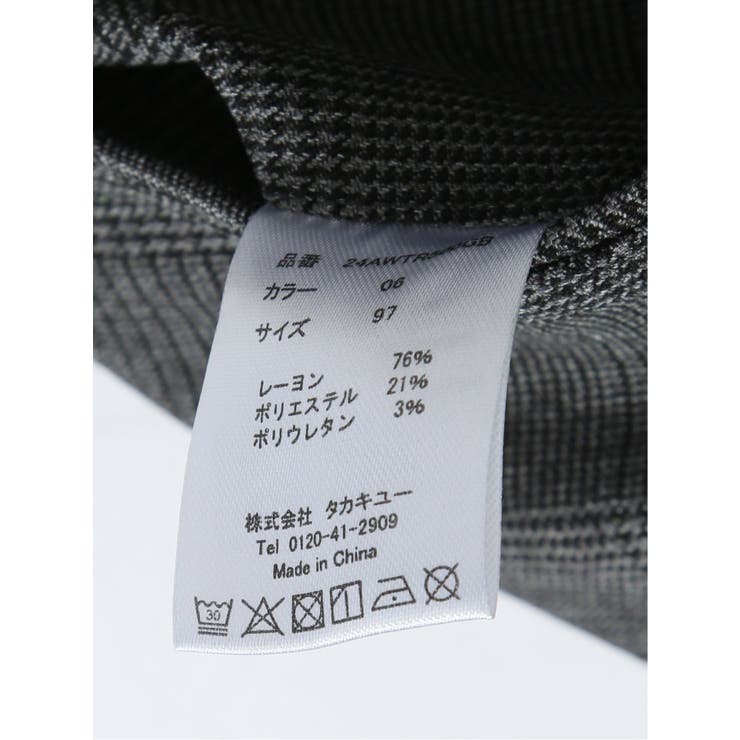 品番
カラー 06
サイズ 97
レーヨン 76%
ポリエステル 21%
ポリウレタン 3%
株式会社 タカキュー
Tel 0120-41-2909
Made in China
30